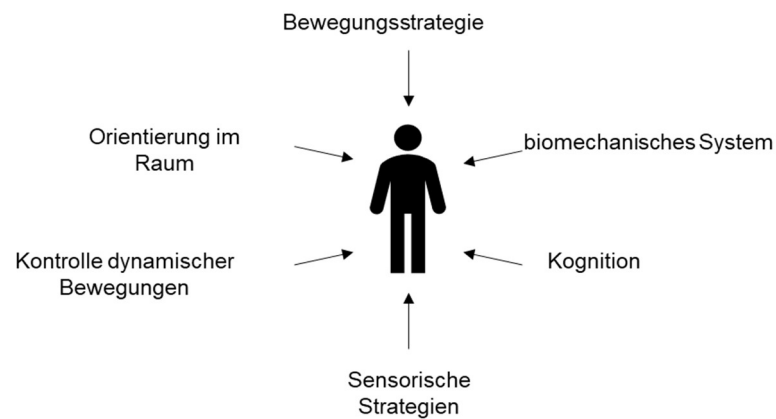 Bewegungsstrategie
Orientierung im
Raum
biomechanisches System
Kontrolle dynamischer
Bewegungen
Kognition
Sensorische
Strategien